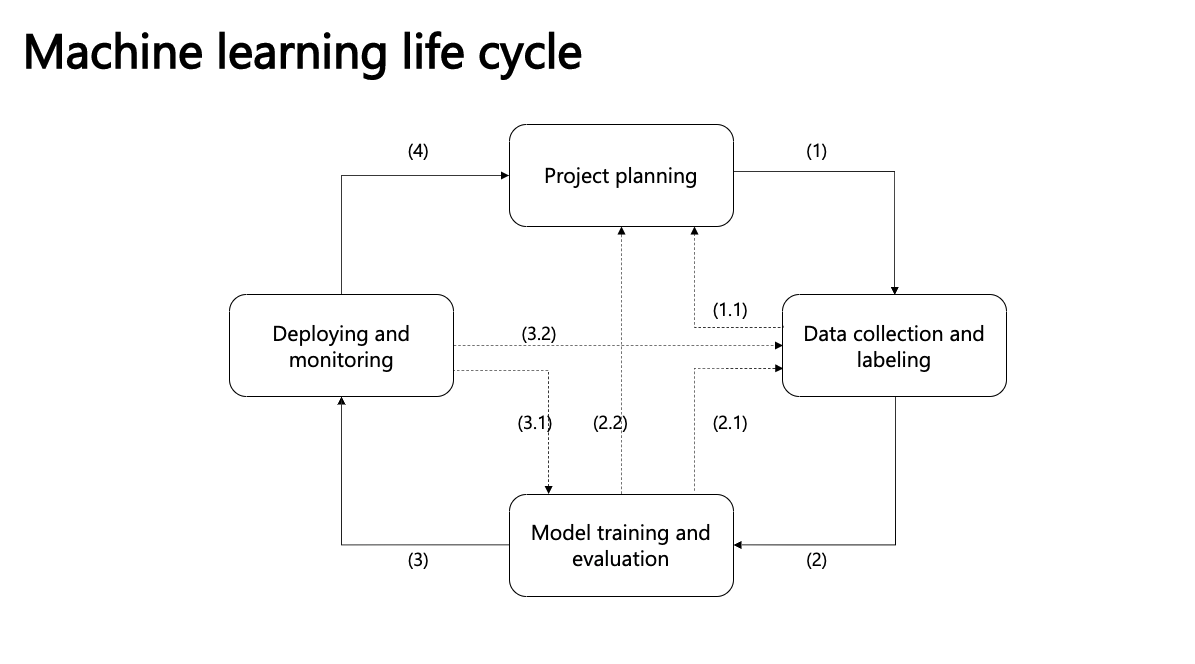 Machine learning life cycle
(4)
(1)
Project planning
(1.1)
Deploying and
monitoring
(3.2)
Data collection and
labeling
(3.1)
(2.2)
(2.1)
Model training and
evaluation
(3)
(2)